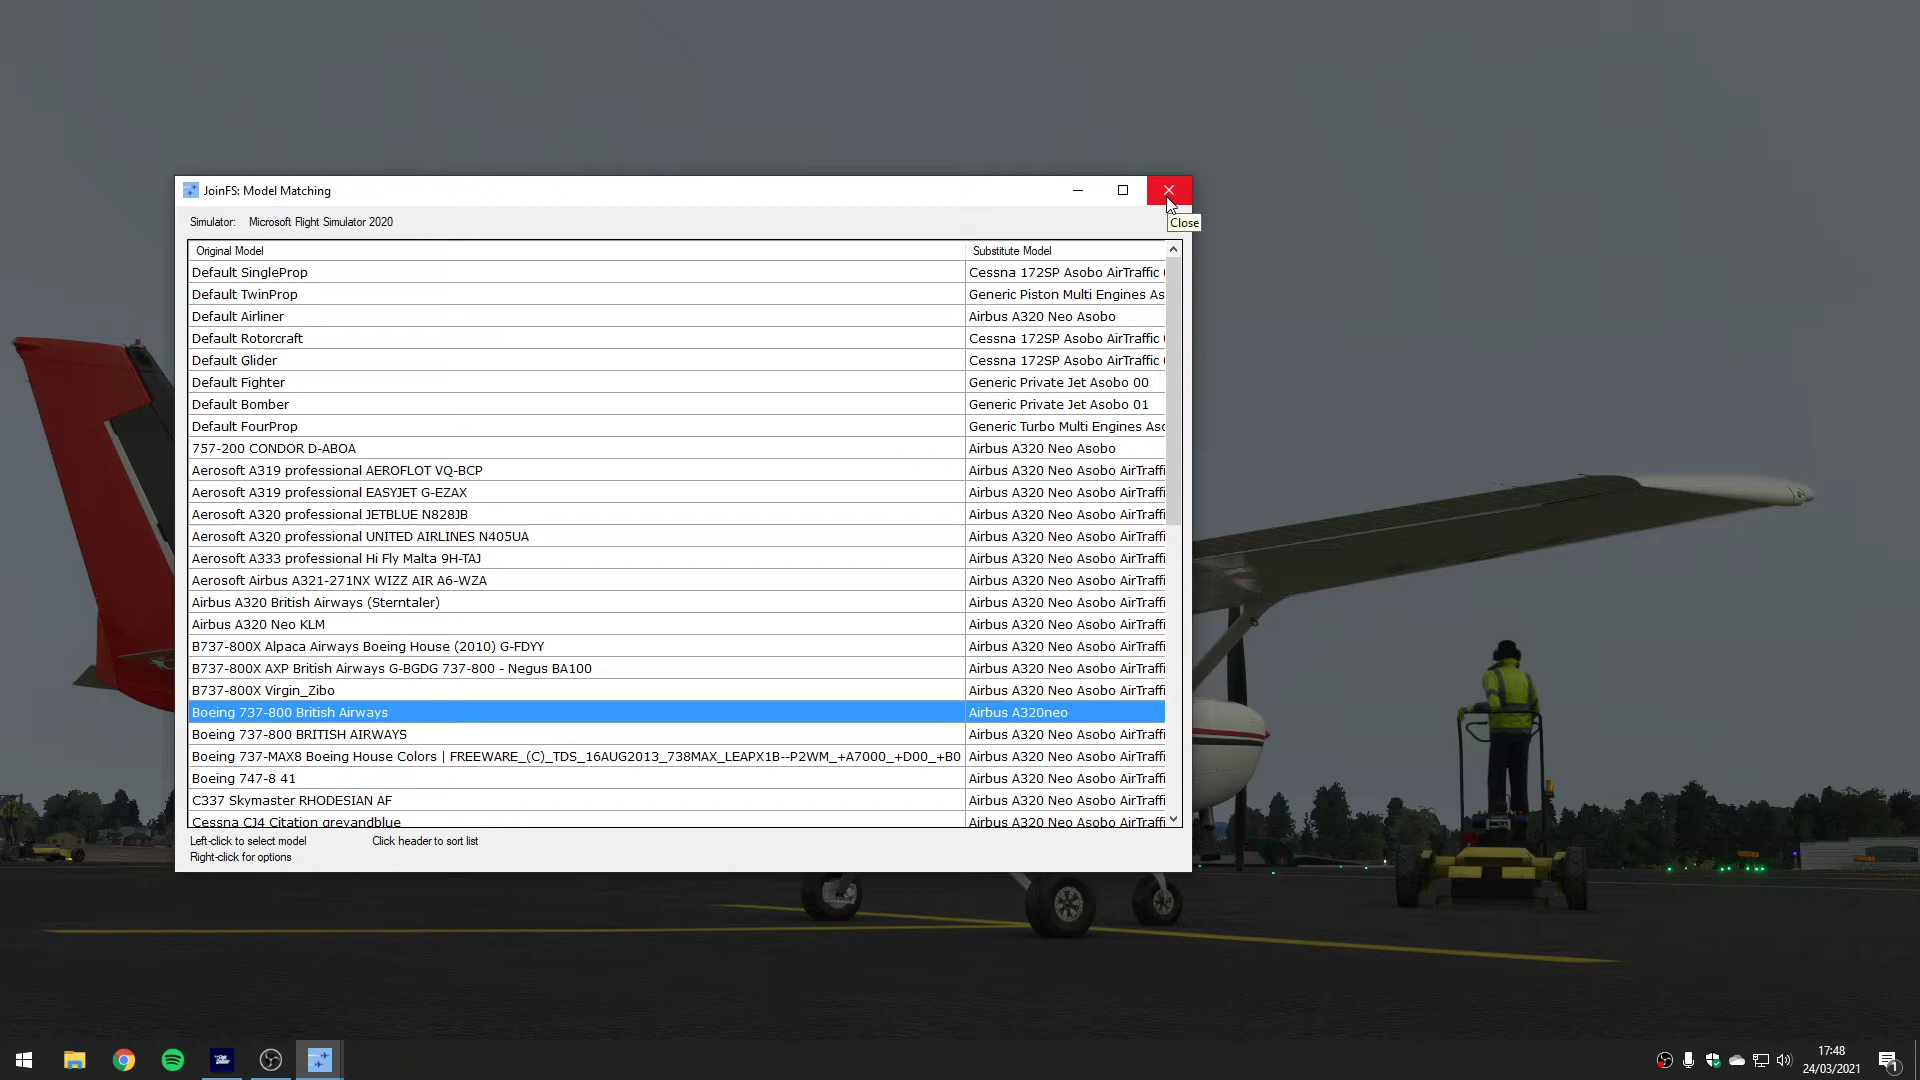 JoinFS: Model Matching
Close
Simulator: Microsoft Flight Simulator 2020
Original Model Substitute Model
Default SingleProp Cessna 172SP Asobo AirTraffic
Default TwinProp Generic Piston Multi Engines As
Default Airliner Airbus A320 Neo Asobo
Default Rotorcraft Cessna 172SP Asobo AirTraffic
Default Glider Cessna 172SP Asobo AirTraffic
Default Fighter Generic Private Jet Asobo 00
Default Bomber Generic Private Jet Asobo 01
Default FourProp Generic Turbo Multi Engines Aso
757-200 CONDOR D-ABOA Airbus A320 Neo Asobo
Aerosoft A319 professional AEROFLOT VQ-BCP Airbus A320 Neo Asobo AirTraffi
Aerosoft A319 professional EASYJET G-EZAX Airbus A320 Neo Asobo AirTraffi
Aerosoft A320 professional JETBLUE N828JB Airbus A320 Neo Asobo AirTraffi
Aerosoft A320 professional UNITED AIRLINES N405UA Airbus A320 Neo Asobo AirTraffi
Aerosoft A333 professional Hi Fly Malta 9H-TAJ Airbus A320 Neo Asobo AirTraffi
Aerosoft Airbus A321-271NX WIZZ AIR A6-WZA Airbus A320 Neo Asobo AirTraffi
Airbus A320 British Airways (Sterntaler) Airbus A320 Neo Asobo AirTraffi
Airbus A320 Neo KLM Airbus A320 Neo Asobo AirTraffi
B737-800X Alpaca Airways Boeing House (2010) G-FDYY Airbus A320 Neo Asobo AirTraffi
B737-800X AXP British Airways G-BGDG 737-800 - Negus BA100 Airbus A320 Neo Asobo AirTraffi
B737-800X Virgin_Zibo Airbus A320 Neo Asobo AirTraffi
Boeing 737-800 British Airways Airbus A320neo
Boeing 737-800 BRITISH AIRWAYS Airbus A320 Neo Asobo AirTraffi
Boeing 737-MAX8 Boeing House Colors | FREEWARE_(C)_TDS_16AUG2013_738MAX_LEAPX1B--P2WM_+A7000_+D00_+B0 Airbus A320 Neo Asobo AirTraffi
Boeing 747-8 41 Airbus A320 Neo Asobo AirTraffi
C337 Skymaster RHODESIAN AF Airbus A320 Neo Asobo AirTraffi
Cessna CJ4 Citation greyandblue Airbus A320 Neo Asobo AirTraffi
Left-click to select model Click header to sort list
Right-click for options
17:48
24/03/2021
1